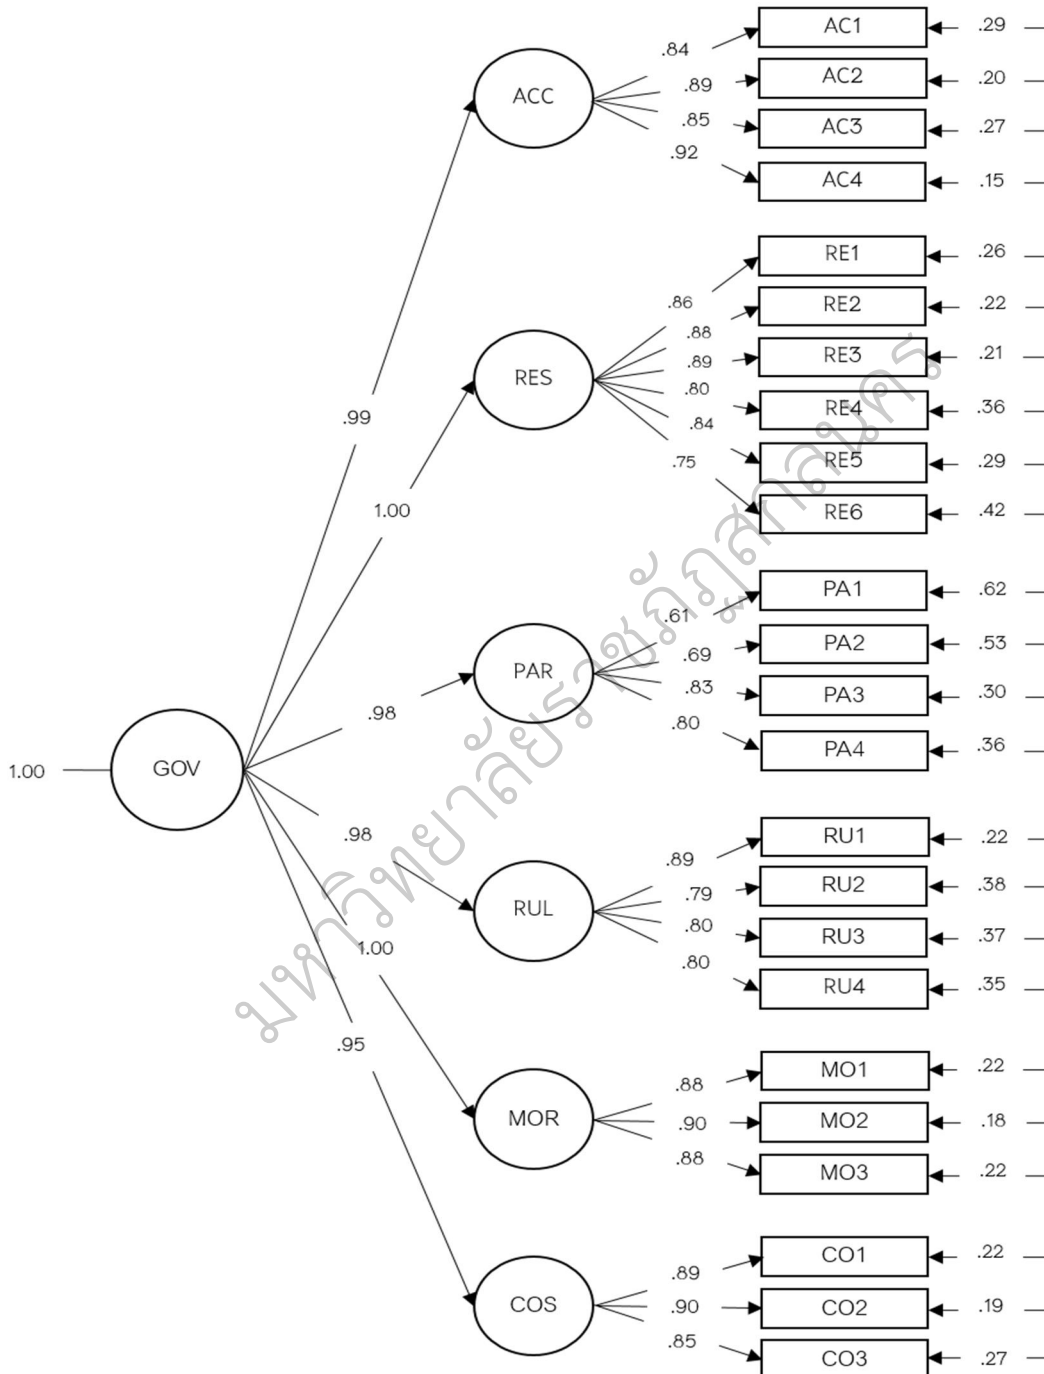 .84 AC1 .29
.89 AC2 .20
ACC
.85 AC3 .27
.92 AC4 .15
RE1 .26
.86 RE2 .22
.88
.89 RE3 .21
RES
.80 RE4 .36
.84 RE5 .29
.75 RE6 .42
.99
1.00
.61 PA1 .62
.69 PA2 .53
PAR
.83 PA3 .30
.80 PA4 .36
.98
1.00 GOV
.98
.89 RU1 .22
.79 RU2 .38
RUL
.80 RU3 .37
.80 RU4 .35
1.00
.95
.88 MO1 .22
MOR .90 MO2 .18
.88 MO3 .22
.89 CO1 .22
COS .90 CO2 .19
.85 CO3 .27
มหาวิทยาลัยราชภัฏสกลนคร